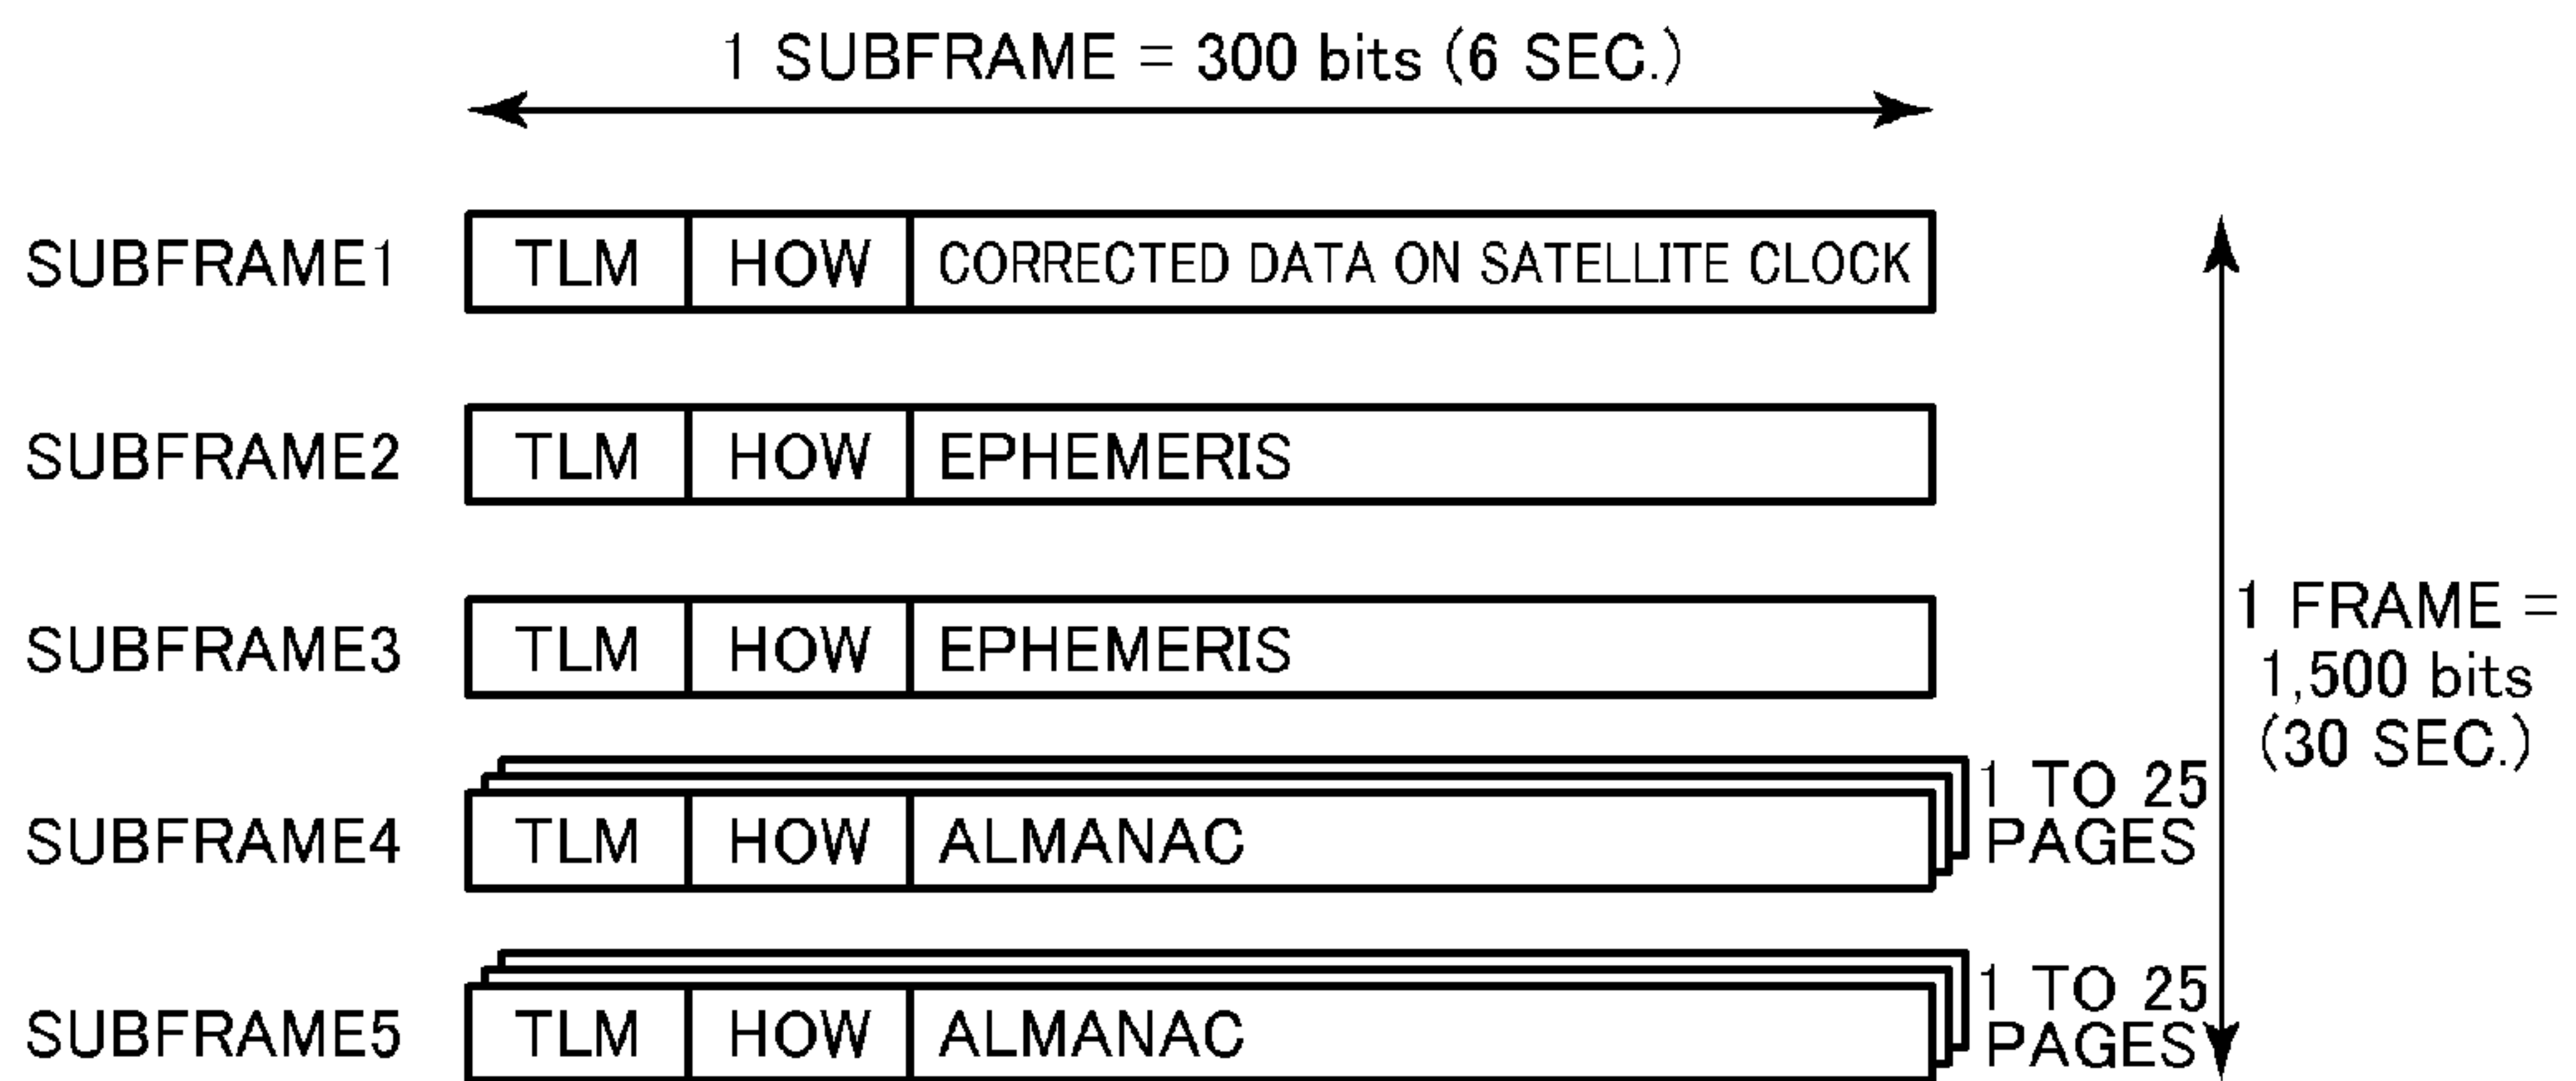 1 SUBFRAME = 300 bits (6 SEC.)
SUBFRAME1 TLM HOW CORRECTED DATA ON SATELLITE CLOCK
SUBFRAME2 TLM HOW EPHEMERIS
SUBFRAME3 TLM HOW EPHEMERIS
1 FRAME =
1,500 bits
(30 SEC.)
SUBFRAME4 TLM HOW ALMANAC
1 TO 25
PAGES
SUBFRAME5 TLM HOW ALMANAC
1 TO 25
PAGES